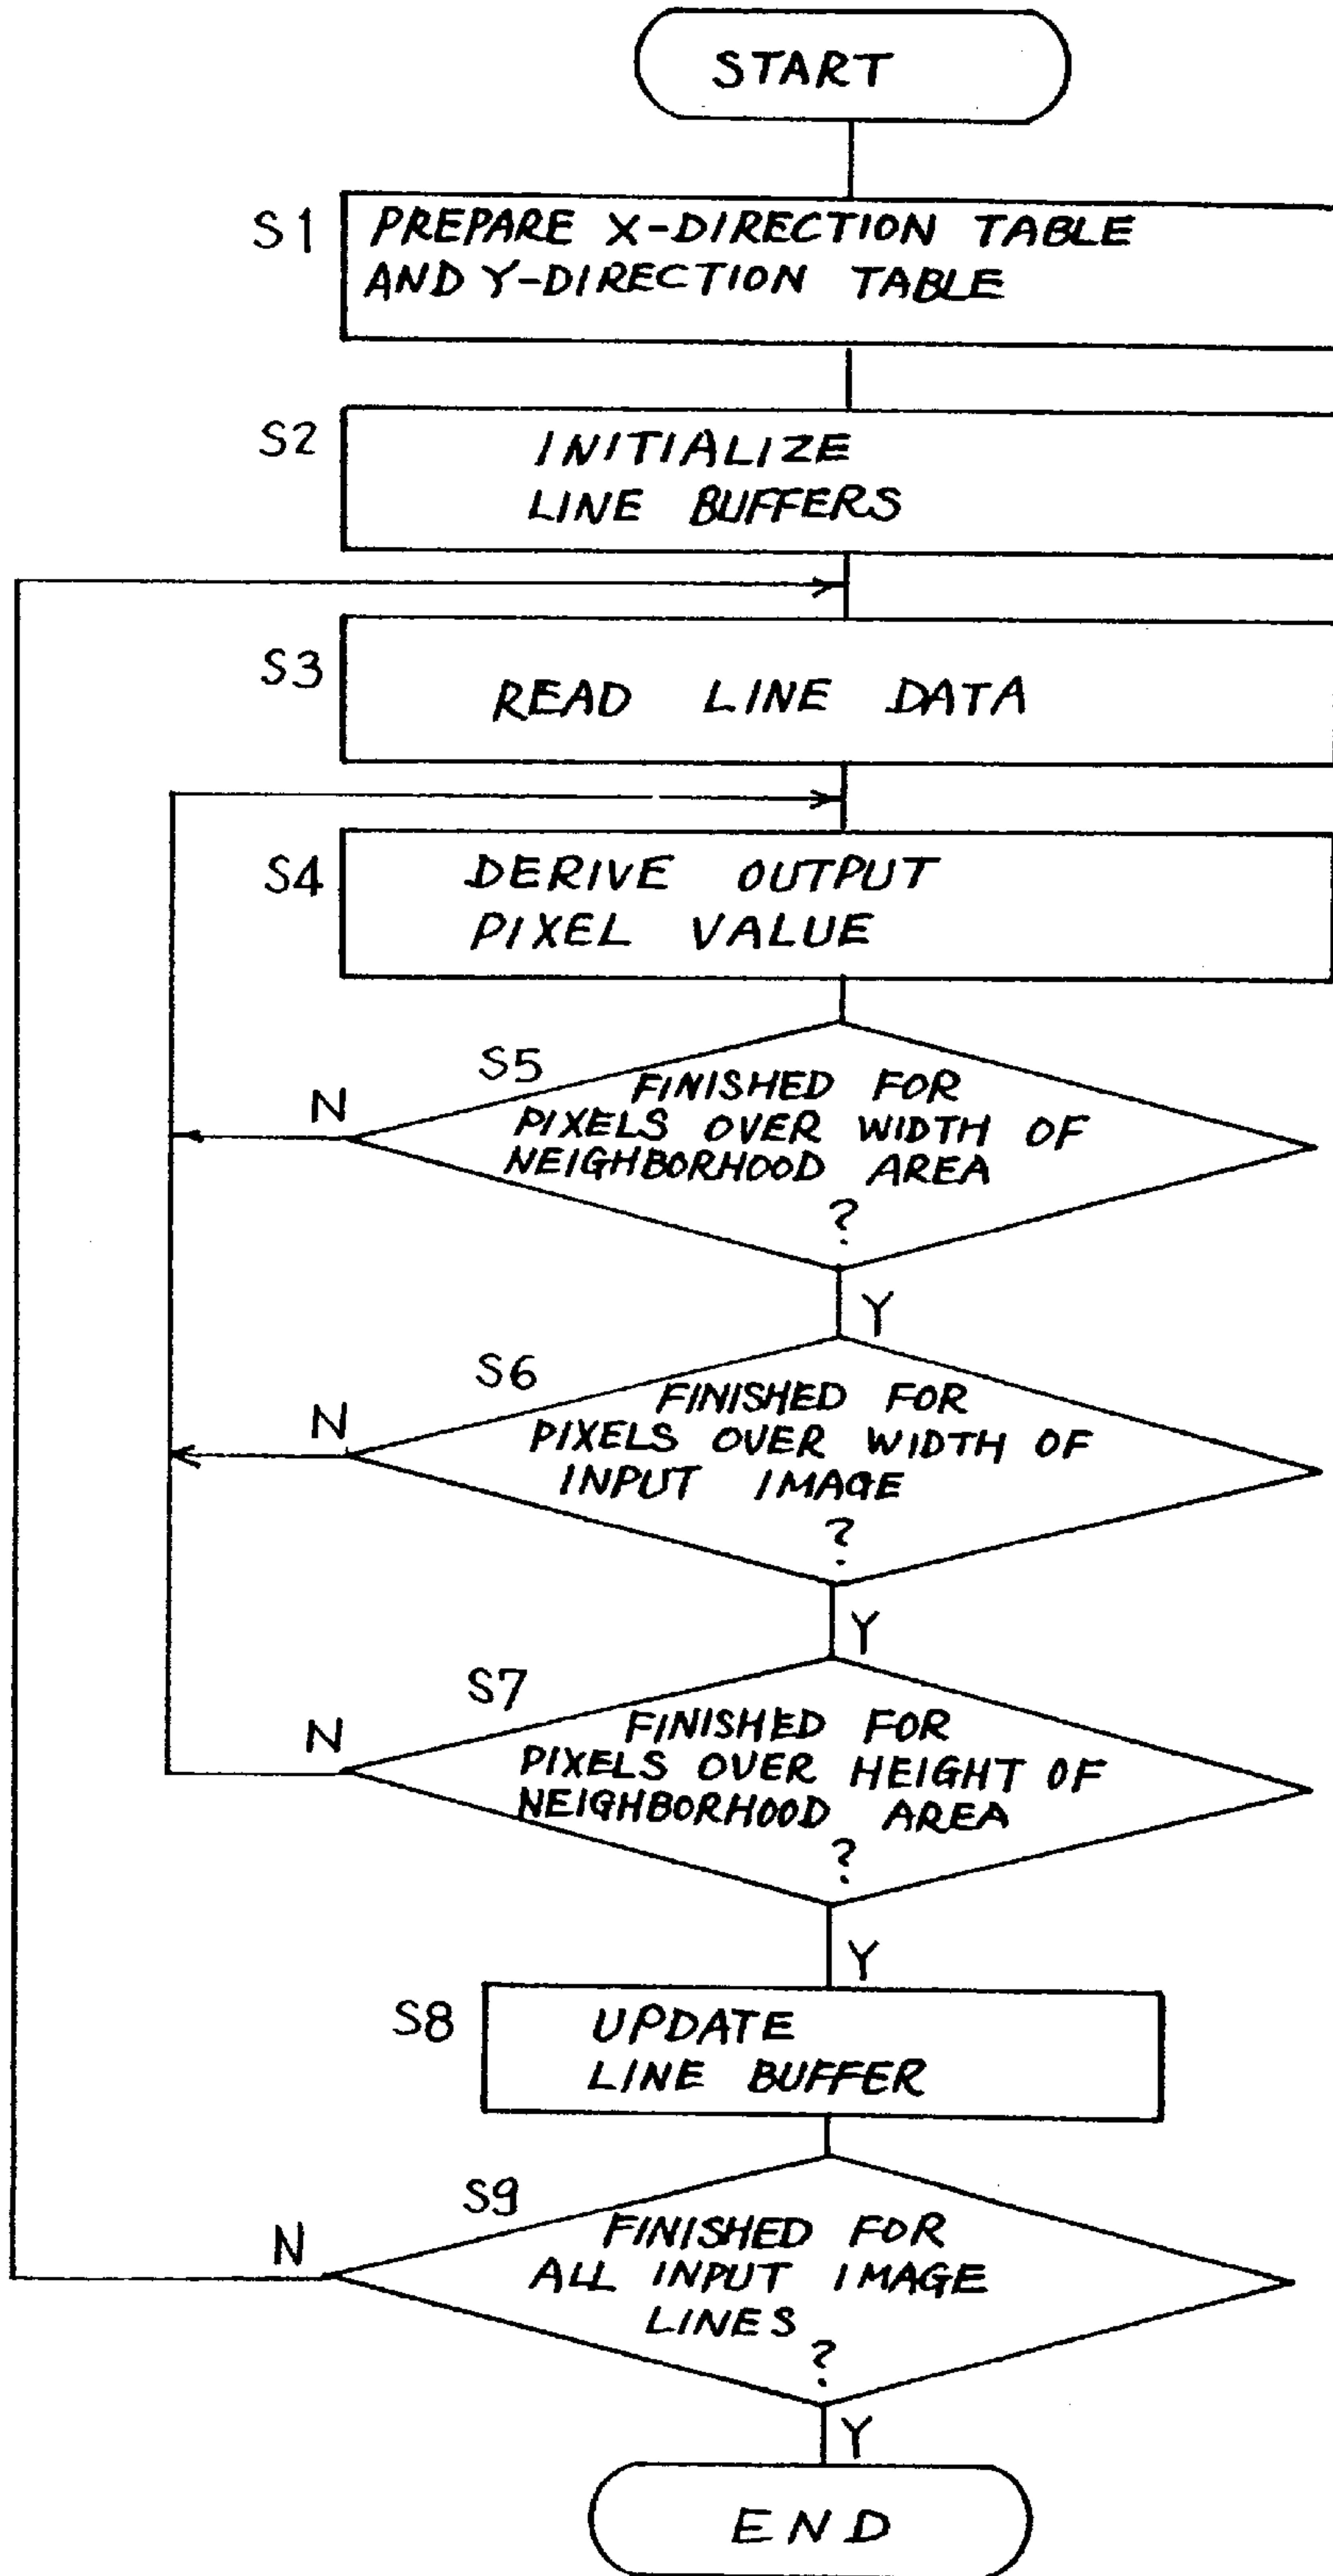 START
S1
PREPARE X-DIRECTION TABLE
AND Y-DIRECTION TABLE
S2
INITIALIZE
LINE BUFFERS
S3
READ LINE DATA
S4
DERIVE OUTPUT
PIXEL VALUE
S5
FINISHED FOR
PIXELS OVER WIDTH OF
NEIGHBORHOOD AREA
?
N
Y
S6
FINISHED FOR
PIXELS OVER WIDTH OF
INPUT IMAGE
?
N
Y
S7
FINISHED FOR
PIXELS OVER HEIGHT OF
NEIGHBORHOOD AREA
?
N
Y
S8
UPDATE
LINE BUFFER
S9
FINISHED FOR
ALL INPUT IMAGE
LINES
?
N
Y
END